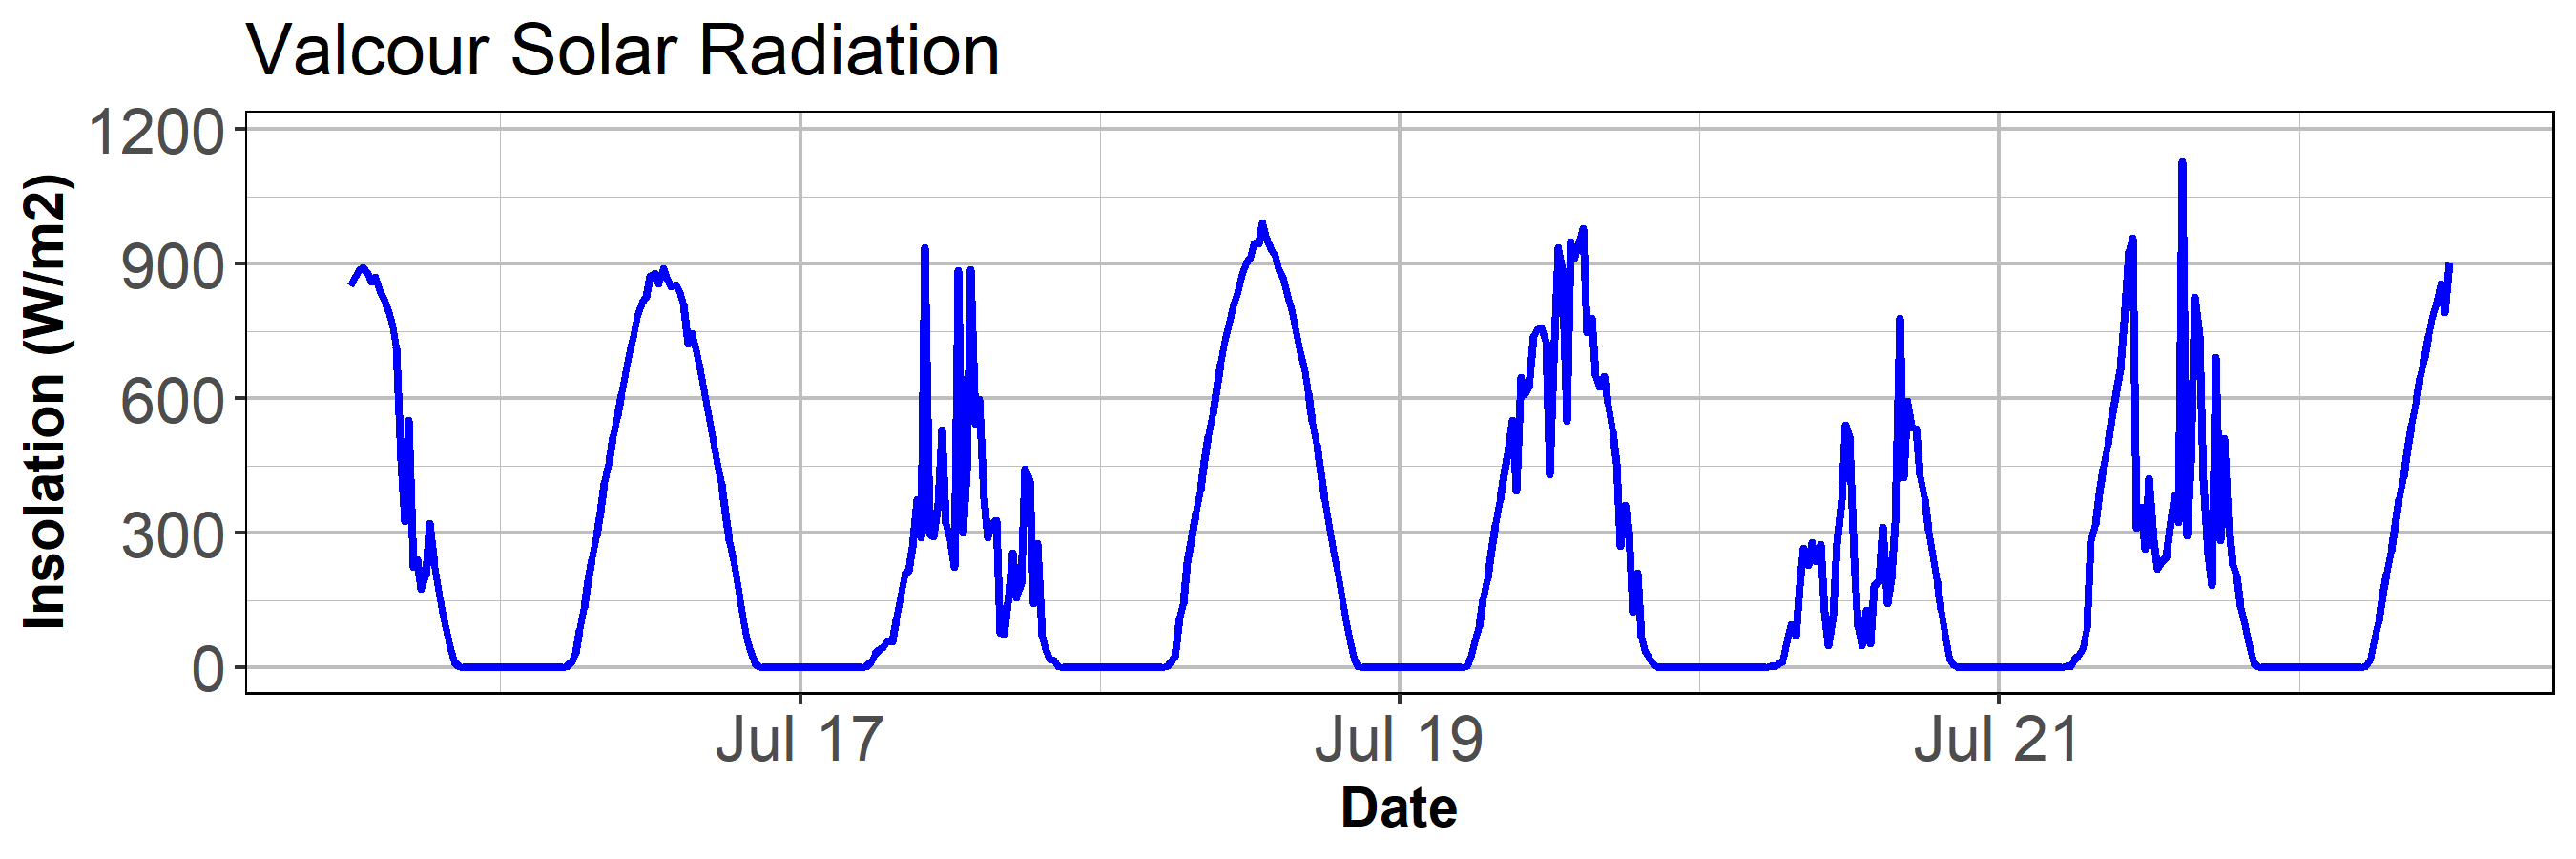 Valcour Solar Radiation
Insolation (W/m2)
1200
900
600
300
0
Jul 17
Jul 19
Jul 21
Date